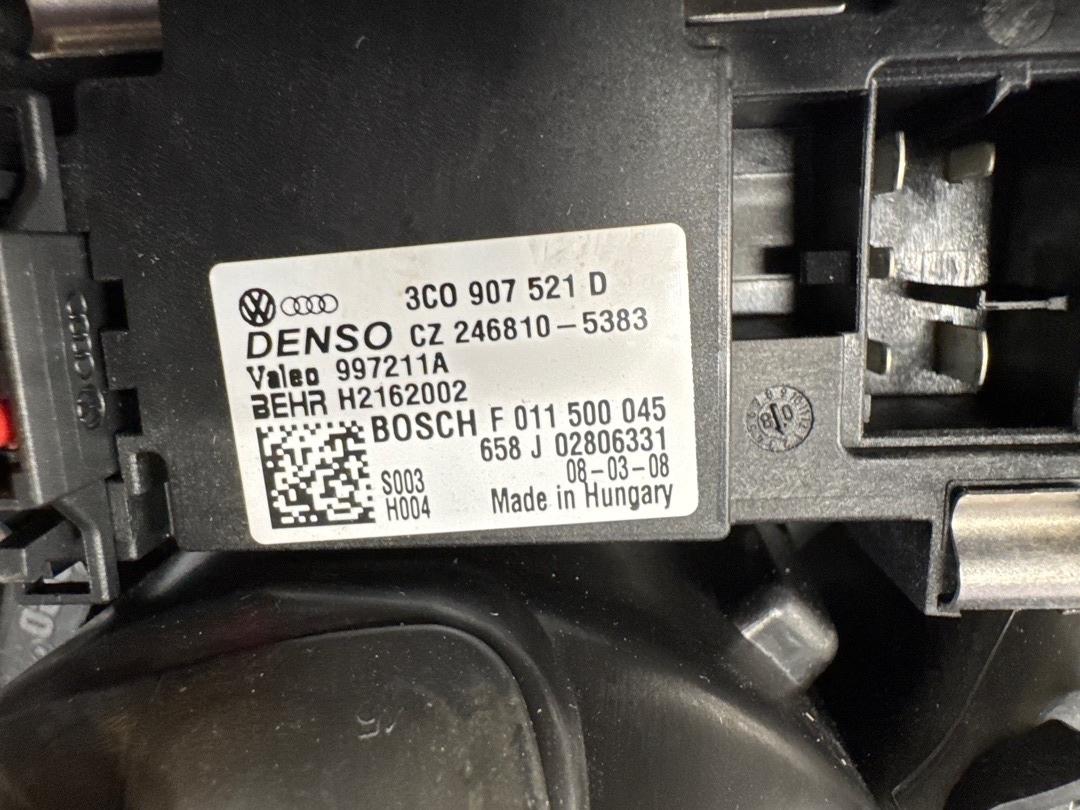 3C0 907 521 D
DENSO CZ 246810-5383
Valeo 997211A
BEHR H2162002
BOSCH F 011 500 045
658 J 02806331
S003 08-03-08
H004 Made in Hungary